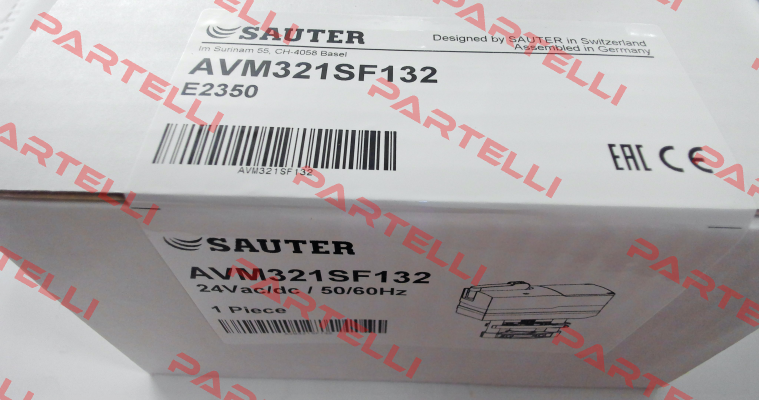 SAUTER
Im Surinam 55, CH-4058 Basel
Designed by SAUTER in Switzerland
Assembled in Germany
AVM321SF132
E2350
AVM321SF132
EAC CE
SAUTER
AVM321SF132
24Vac/dc / 50/60Hz
1 Piece
PARTELLI
PARTELLI
PARTELLI
PARTELLI
PARTELLI
PARTELLI
PARTELLI
PARTELLI